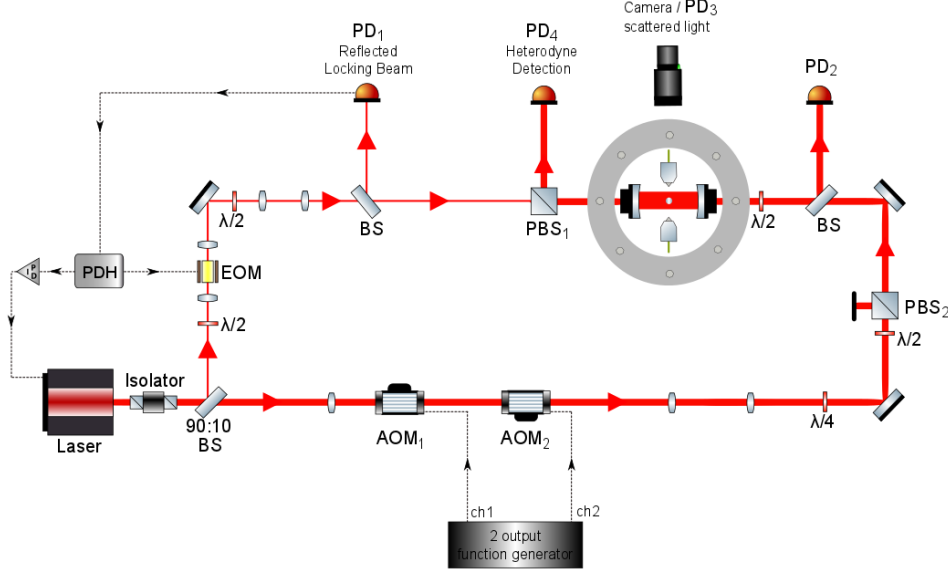 Camera / PD₃
scattered light
PD₁
Reflected
Locking Beam
PD₄
Heterodyne
Detection
PD₂
λ/2
BS
PBS₁
λ/2
BS
PDH
P
I
D
EOM
λ/2
PBS₂
λ/2
Isolator
Laser
90:10
BS
AOM₁
AOM₂
λ/4
ch1
ch2
2 output
function generator